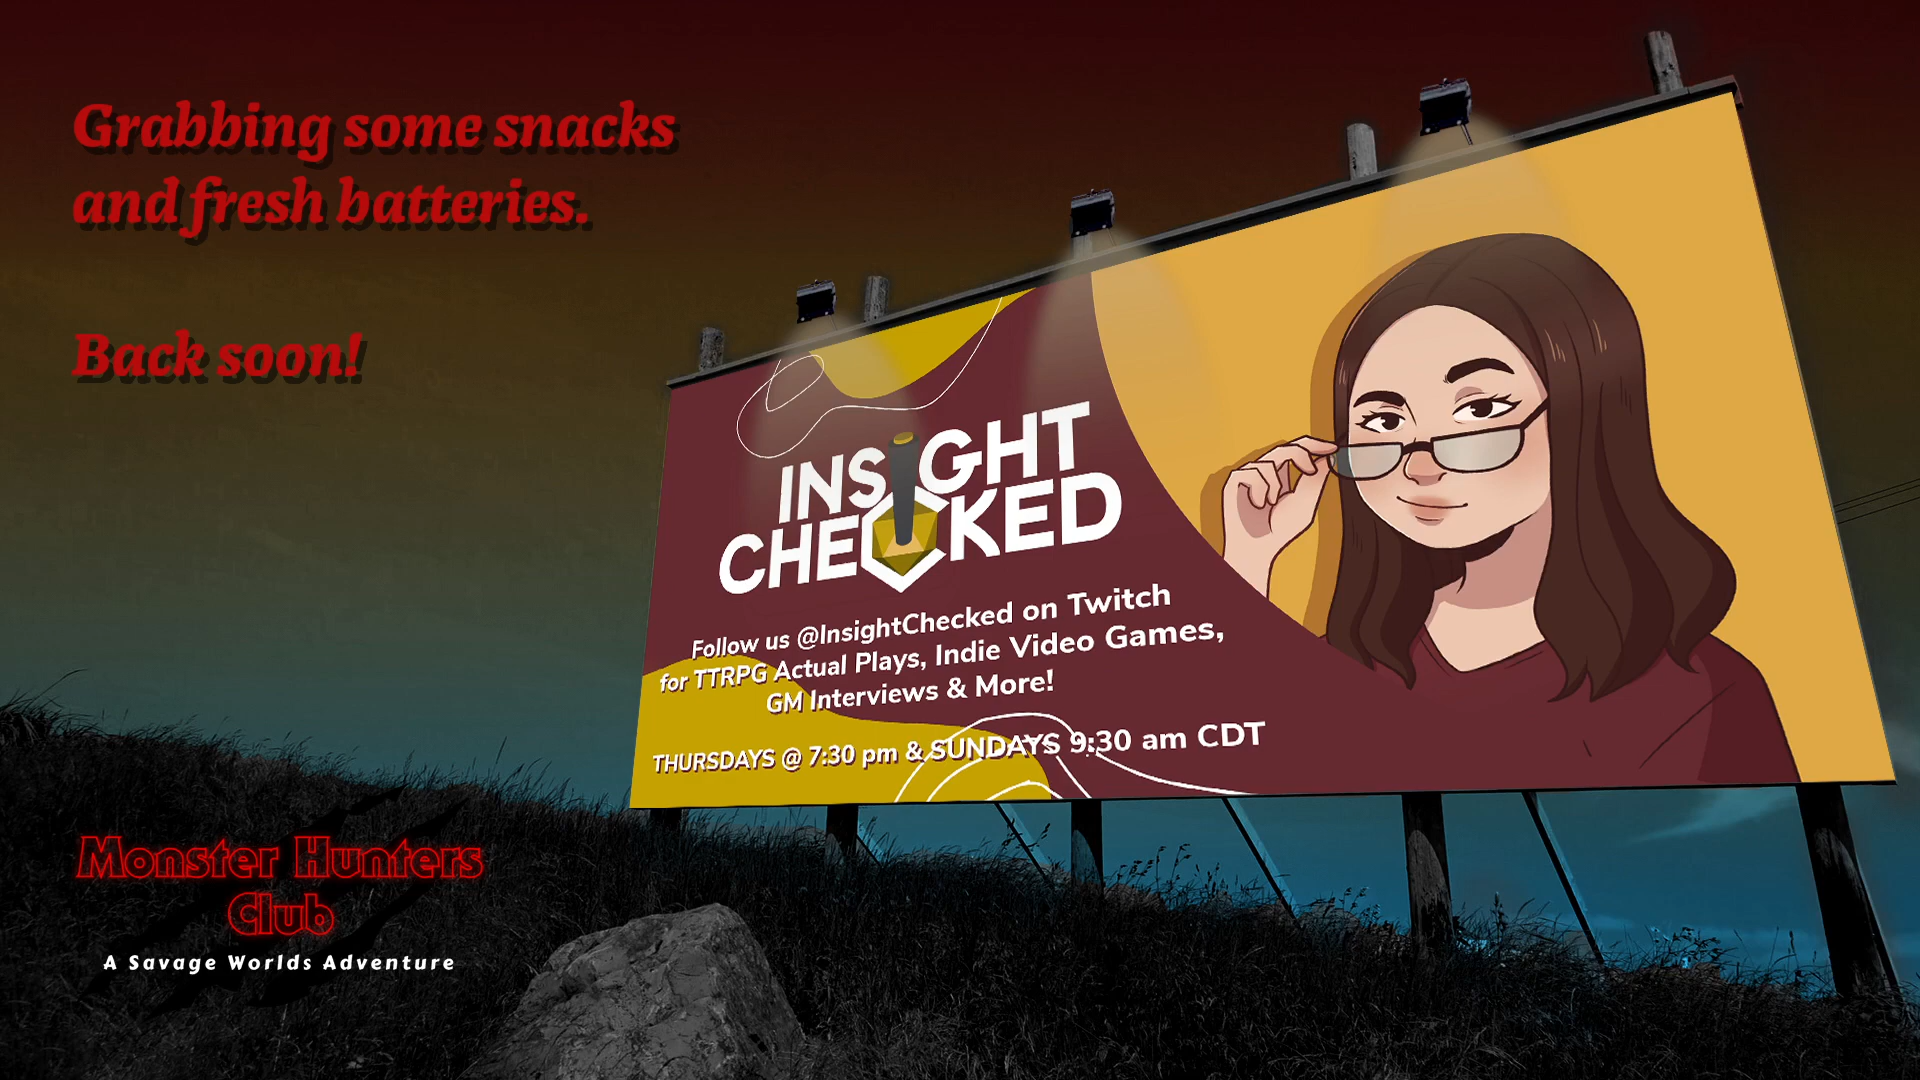 Grabbing some snacks
and fresh batteries.
Back soon!
INSIGHT
CHECKED
Follow us @InsightChecked on Twitch
for TTRPG Actual Plays, Indie Video Games,
GM Interviews & More!
THURSDAYS @ 7:30 pm & SUNDAYS 9:30 am CDT
Monster Hunters
Club
A Savage Worlds Adventure